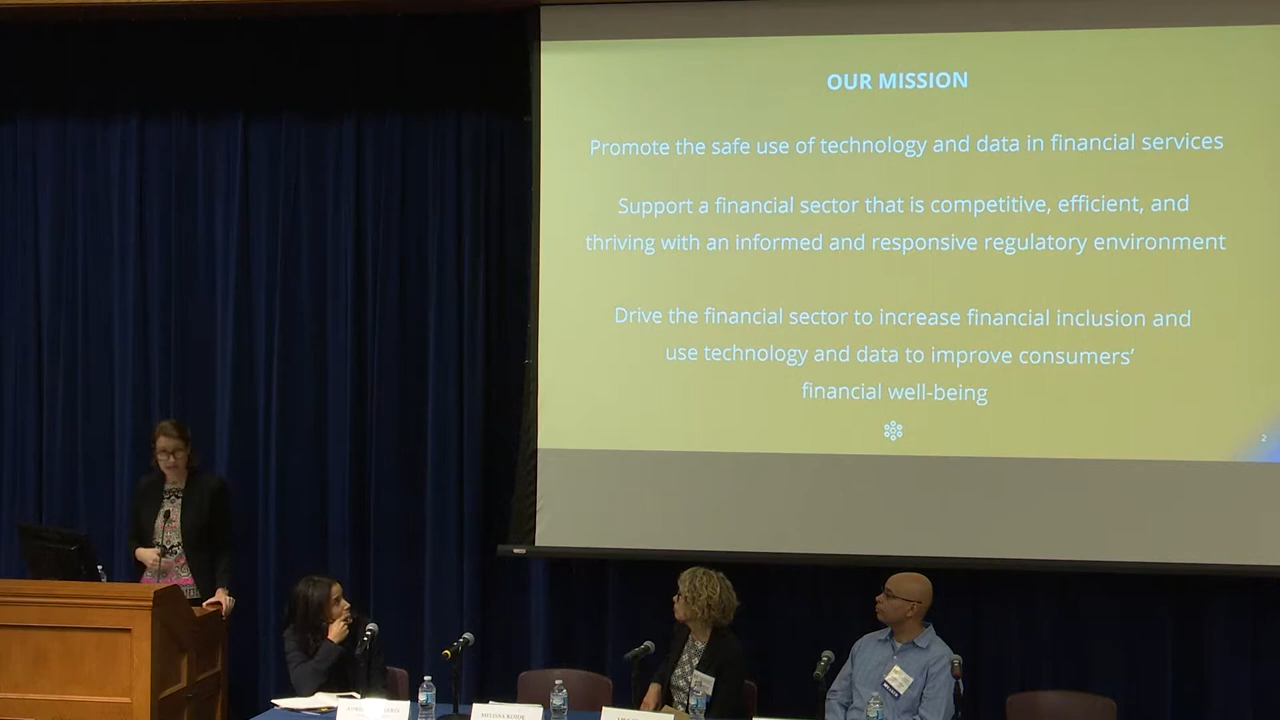 OUR MISSION
Promote the safe use of technology and data in financial services
Support a financial sector that is competitive, efficient, and
thriving with an informed and responsive regulatory environment
Drive the financial sector to increase financial inclusion and
use technology and data to improve consumers'
financial well-being
2
MELISSA KOIDE